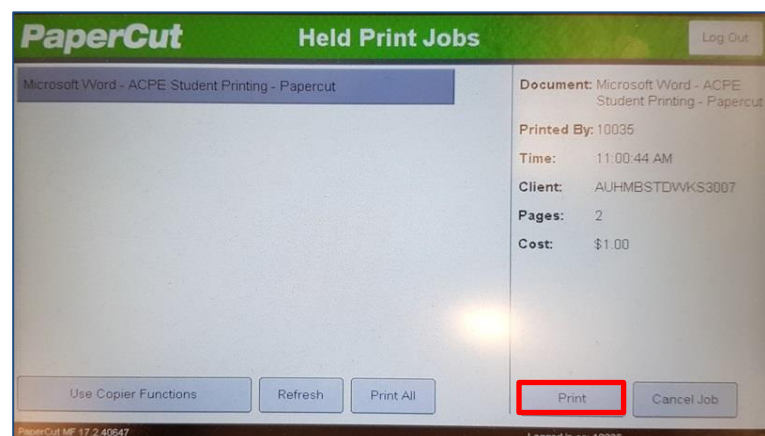 PaperCut Held Print Jobs Log Out
Microsoft Word - ACPE Student Printing - Papercut
Document: Microsoft Word - ACPE
Student Printing - Papercut
Printed By: 10035
Time: 11:00:44 AM
Client: AUHMBSTDWKS3007
Pages: 2
Cost: $1.00
Use Copier Functions Refresh Print All Print Cancel Job
PaperCut MF 17.2.40647